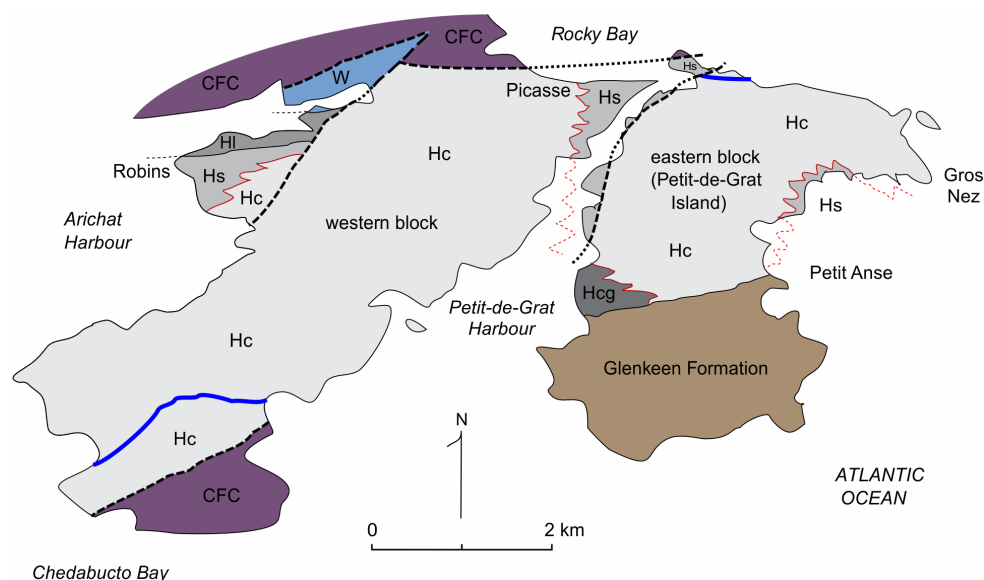 Rocky Bay
CFC
CFC
W
Hs
Picasse
Hs
Hc
Hl
Hc
Robins
Hs
Hc
eastern block
(Petit-de-Grat
Island)
Gros
Nez
Hs
Arichat
Harbour
western block
Hc
Petit Anse
Hcg
Petit-de-Grat
Harbour
Hc
Glenkeen Formation
N
Hc
CFC
ATLANTIC
OCEAN
0
2 km
Chedabucto Bay